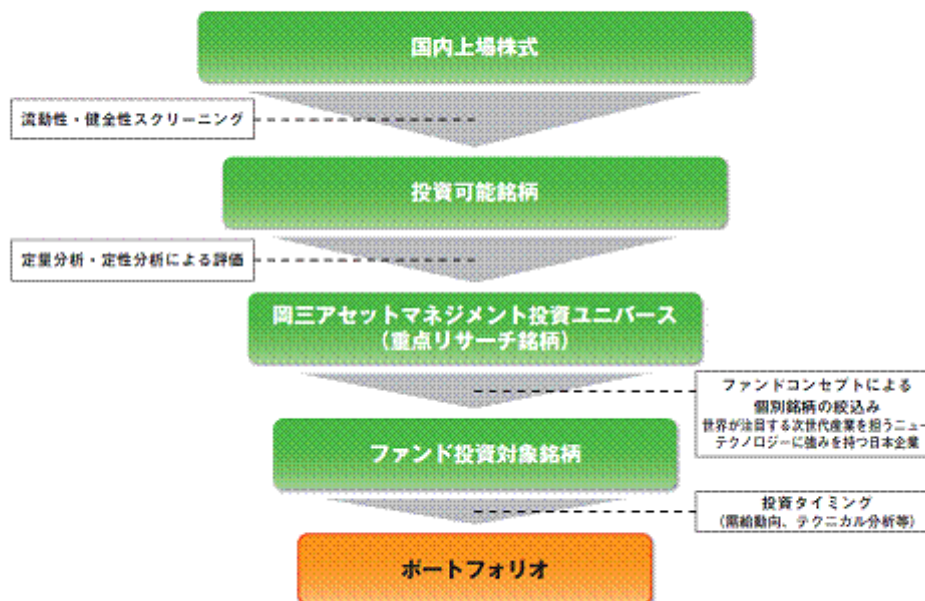 国内上場株式
流動性・健全性スクリーニング
投資可能銘柄
定量分析・定性分析による評価
岡三アセットマネジメント投資ユニバース
（重点リサーチ銘柄）
ファンドコンセプトによる
個別銘柄の絞込み
世界が注目する次世代産業を担うニュー
テクノロジーに強みを持つ日本企業
ファンド投資対象銘柄
投資タイミング
（需給動向、テクニカル分析等）
ポートフォリオ